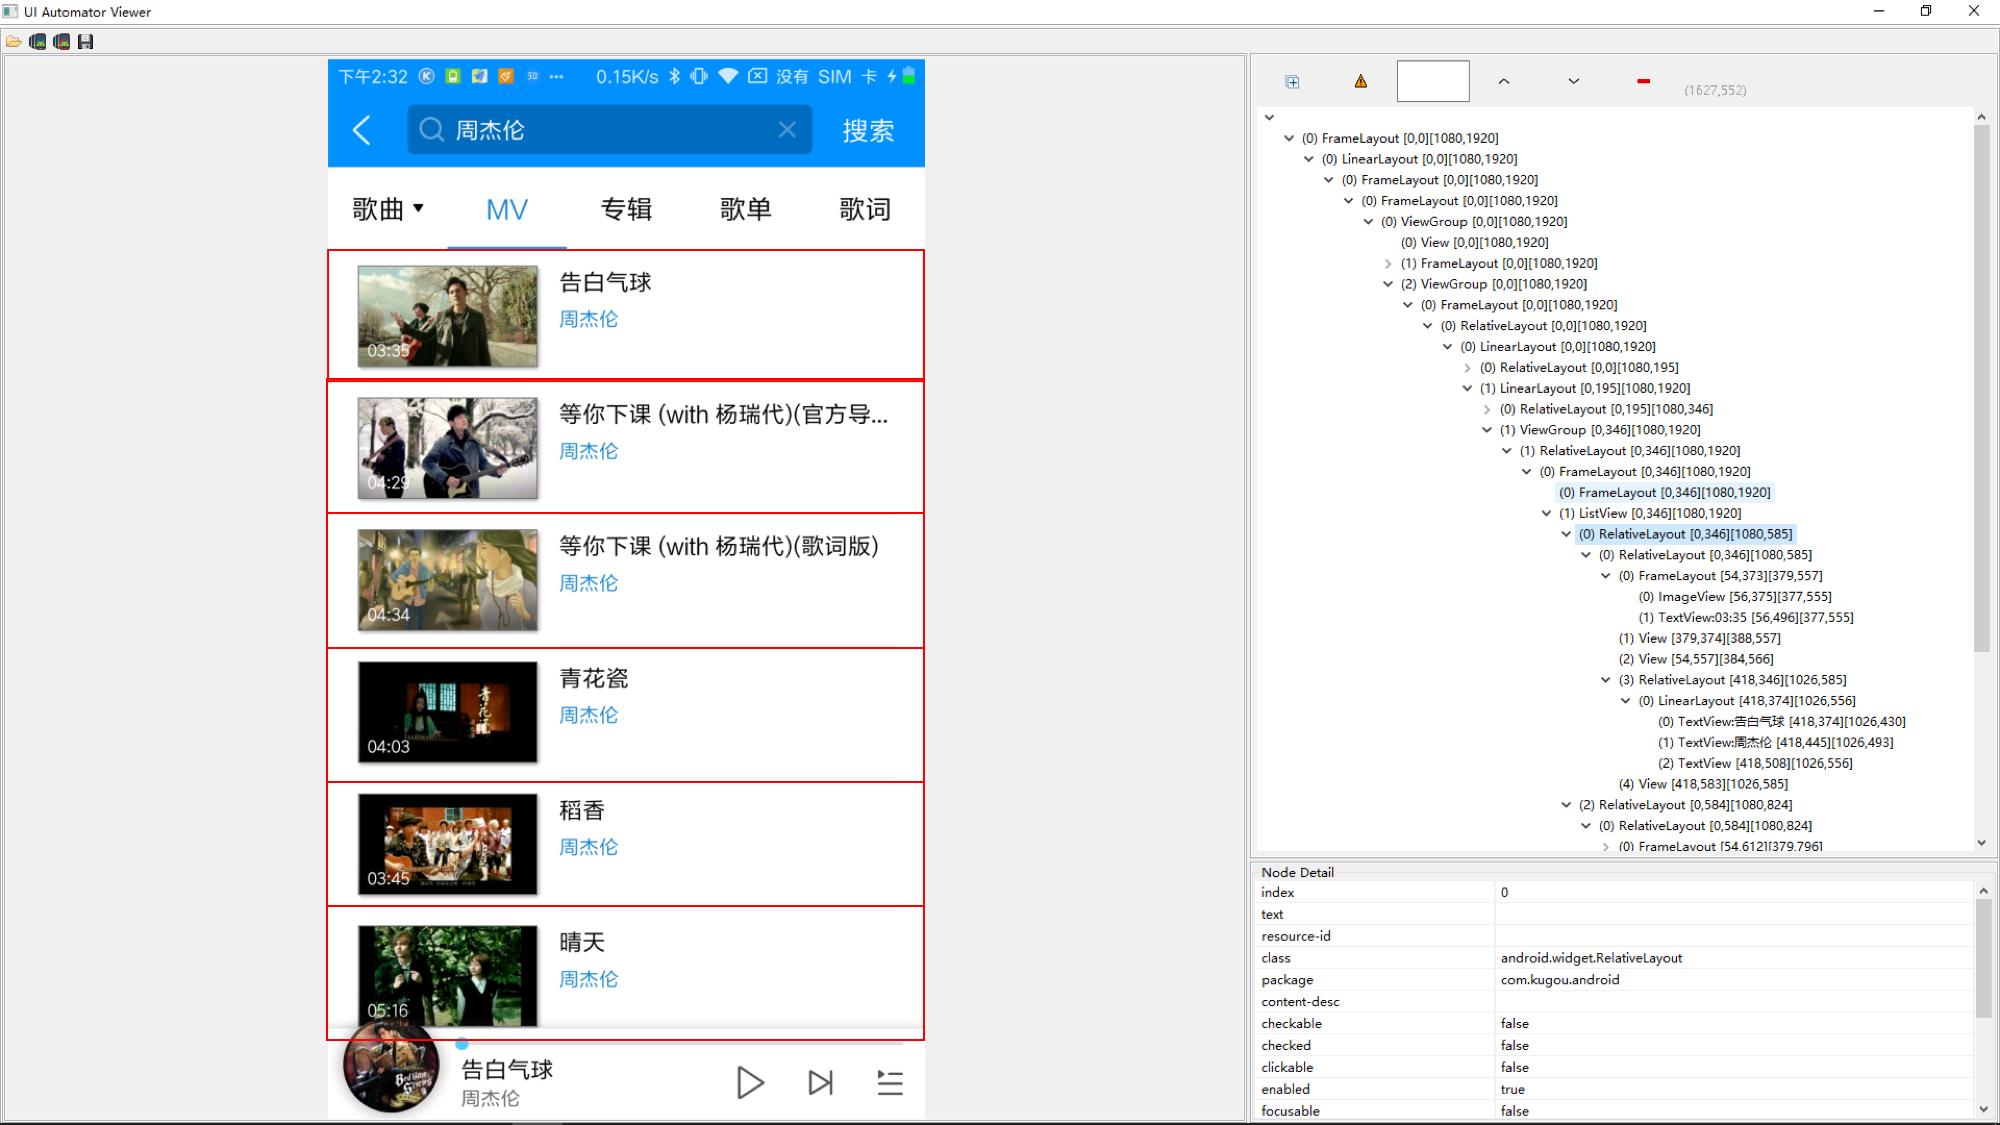 UI Automator Viewer
下午2:32 知 ... 0.15K/s 没有 SIM 卡
周杰伦 搜索
歌曲 MV 专辑 歌单 歌词
告白气球
周杰伦
03:35
等你下课 (with 杨瑞代)(官方导...
周杰伦
04:29
等你下课 (with 杨瑞代)(歌词版)
周杰伦
04:34
青花瓷
周杰伦
04:03
稻香
周杰伦
03:45
晴天
周杰伦
05:16
告白气球
周杰伦
(1627,552)
(0) FrameLayout [0,0][1080,1920]
(0) LinearLayout [0,0][1080,1920]
(0) FrameLayout [0,0][1080,1920]
(0) FrameLayout [0,0][1080,1920]
(0) ViewGroup [0,0][1080,1920]
(0) View [0,0][1080,1920]
(1) FrameLayout [0,0][1080,1920]
(2) ViewGroup [0,0][1080,1920]
(0) FrameLayout [0,0][1080,1920]
(0) RelativeLayout [0,0][1080,1920]
(0) LinearLayout [0,0][1080,1920]
(0) RelativeLayout [0,0][1080,195]
(1) LinearLayout [0,195][1080,1920]
(0) RelativeLayout [0,195][1080,346]
(1) ViewGroup [0,346][1080,1920]
(1) RelativeLayout [0,346][1080,1920]
(0) FrameLayout [0,346][1080,1920]
(0) FrameLayout [0,346][1080,1920]
(1) ListView [0,346][1080,1920]
(0) RelativeLayout [0,346][1080,585]
(0) RelativeLayout [0,346][1080,585]
(0) FrameLayout [54,373][379,557]
(0) ImageView [56,375][377,555]
(1) TextView:03:35 [56,496][377,555]
(1) View [379,374][388,557]
(2) View [54,557][384,566]
(3) RelativeLayout [418,346][1026,585]
(0) LinearLayout [418,374][1026,556]
(0) TextView:告白气球 [418,374][1026,430]
(1) TextView:周杰伦 [418,445][1026,493]
(2) TextView [418,508][1026,556]
(4) View [418,583][1026,585]
(2) RelativeLayout [0,584][1080,824]
(0) RelativeLayout [0,584][1080,824]
(0) FrameLayout [54,612][379,796]
Node Detail
index 0
text
resource-id
class android.widget.RelativeLayout
package com.kugou.android
content-desc
checkable false
checked false
clickable false
enabled true
focusable false